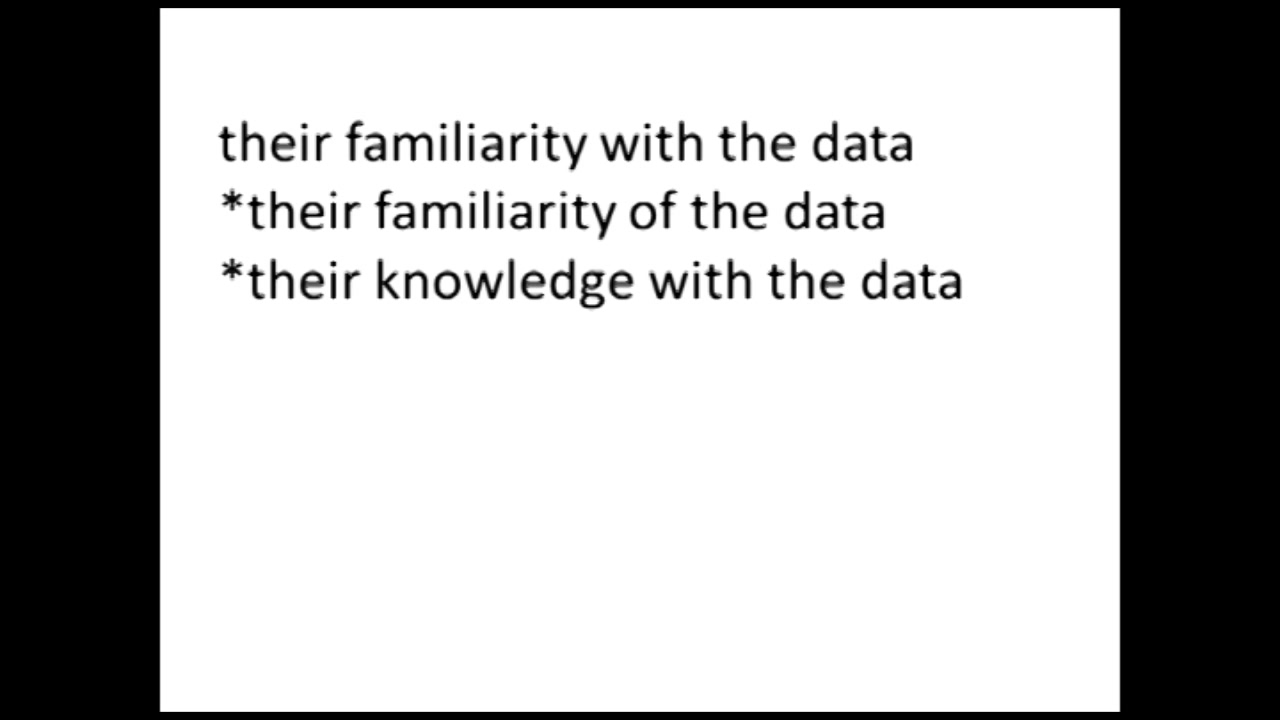 their familiarity with the data
*their familiarity of the data
*their knowledge with the data